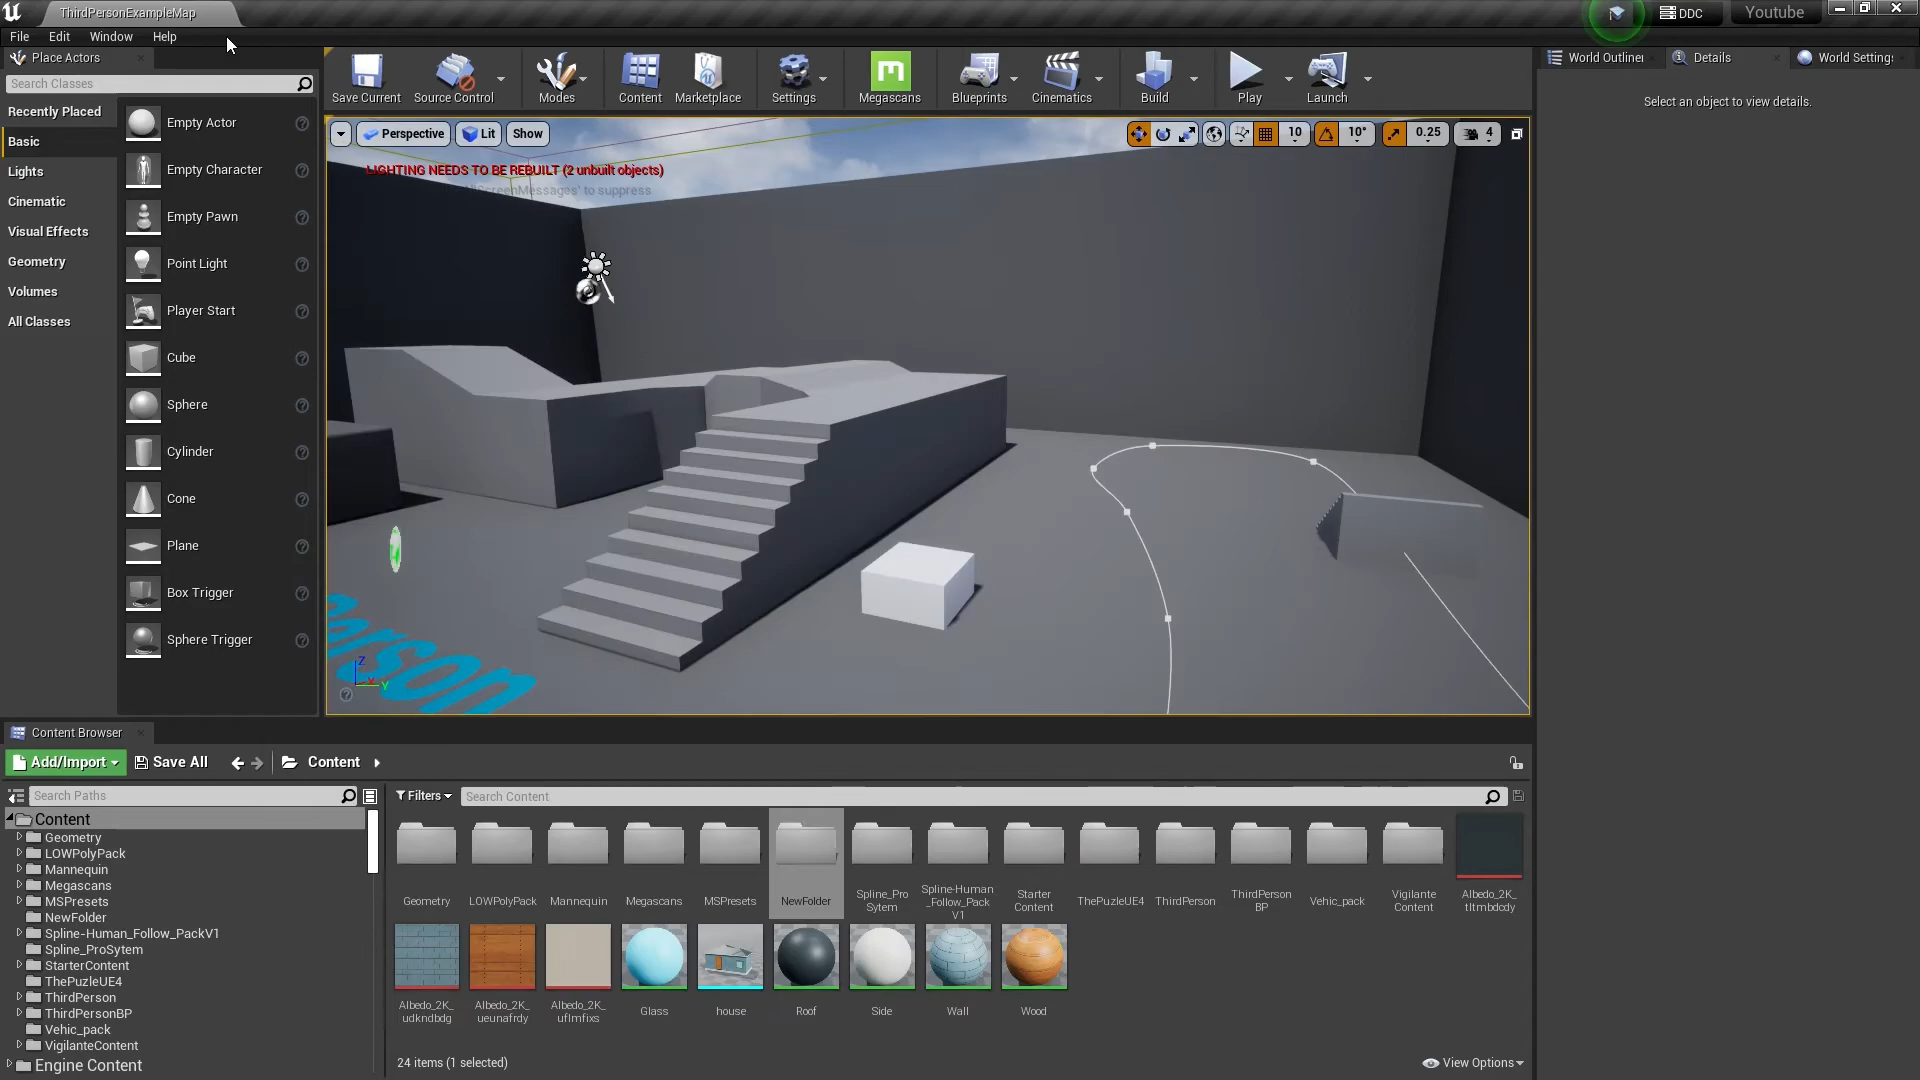 ThirdPersonExampleMap
DDC
Youtube
File Edit Window Help
Place Actors
Search Classes
Recently Placed
Basic
Lights
Cinematic
Visual Effects
Geometry
Volumes
All Classes
Empty Actor
Empty Character
Empty Pawn
Point Light
Player Start
Cube
Sphere
Cylinder
Cone
Plane
Box Trigger
Sphere Trigger
Save Current
Source Control
Modes
Content
Marketplace
Settings
Megascans
Blueprints
Cinematics
Build
Play
Launch
Perspective Lit Show
10 10° 0.25 4
LIGHTING NEEDS TO BE REBUILT (2 unbuilt objects)
ScreenMessages' to suppress
Z
X
Y
World Outliner Details World Settings
Select an object to view details.
Content Browser
Add/Import Save All Content
Search Paths
Content
Geometry
LOWPolyPack
Mannequin
Megascans
MSPresets
NewFolder
Spline-Human_Follow_PackV1
Spline_ProSytem
StarterContent
ThePuzleUE4
ThirdPerson
ThirdPersonBP
Vehic_pack
VigilanteContent
Engine Content
Filters Search Content
Geometry
LOWPolyPack
Mannequin
Megascans
MSPresets
NewFolder
Spline_Pro
Sytem
Spline-Human
_Follow_Pack
V1
Starter
Content
ThePuzleUE4
ThirdPerson
ThirdPerson
BP
Vehic_pack
Vigilante
Content
Albedo_2K_
tltmbdcdy
Albedo_2K_
udkndbdg
Albedo_2K_
ueunafrdy
Albedo_2K_
uflmfixs
Glass
house
Roof
Side
Wall
Wood
24 items (1 selected)
View Options